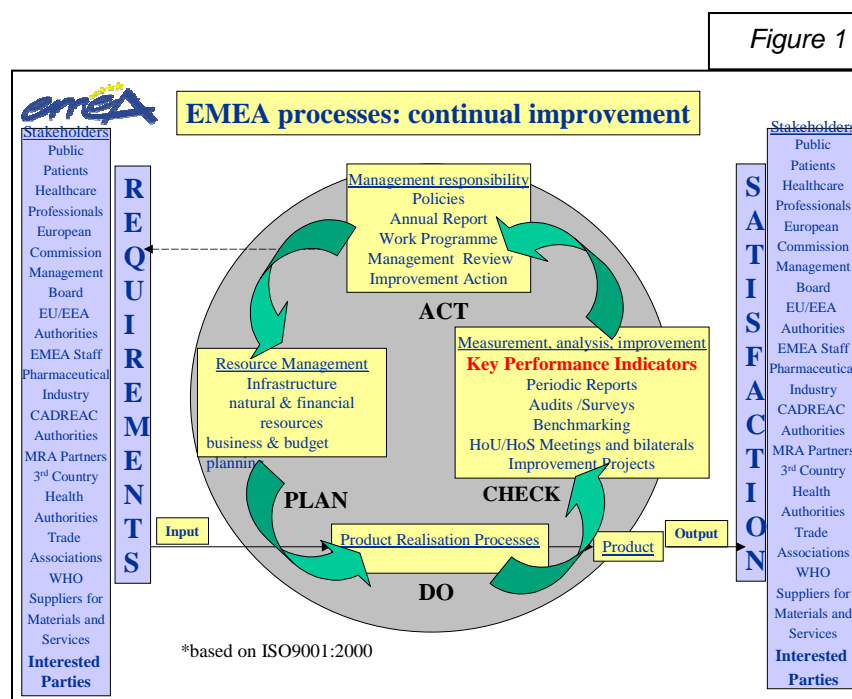 Figure 1
emeA
EMEA processes: continual improvement
Stakeholders
Public
Patients
Healthcare
Professionals
European
Commission
Management
Board
EU/EEA
Authorities
EMEA Staff
Pharmaceutical
Industry
CADREAC
Authorities
MRA Partners
3rd Country
Health
Authorities
Trade
Associations
WHO
Suppliers for
Materials and
Services
Interested
Parties
REQUIREMENTS
Management responsibility
Policies
Annual Report
Work Programme
Management Review
Improvement Action
ACT
Resource Management
Infrastructure
natural & financial
resources
business & budget
planning
PLAN
Measurement, analysis, improvement
Key Performance Indicators
Periodic Reports
Audits /Surveys
Benchmarking
HoU/HoS Meetings and bilaterals
Improvement Projects
CHECK
Input
Product Realisation Processes
Product
Output
DO
*based on ISO9001:2000
SATISFACTION
Stakeholders
Public
Patients
Healthcare
Professionals
European
Commission
Management
Board
EU/EEA
Authorities
EMEA Staff
Pharmaceutical
Industry
CADREAC
Authorities
MRA Partners
3rd Country
Health
Authorities
Trade
Associations
WHO
Suppliers for
Materials and
Services
Interested
Parties